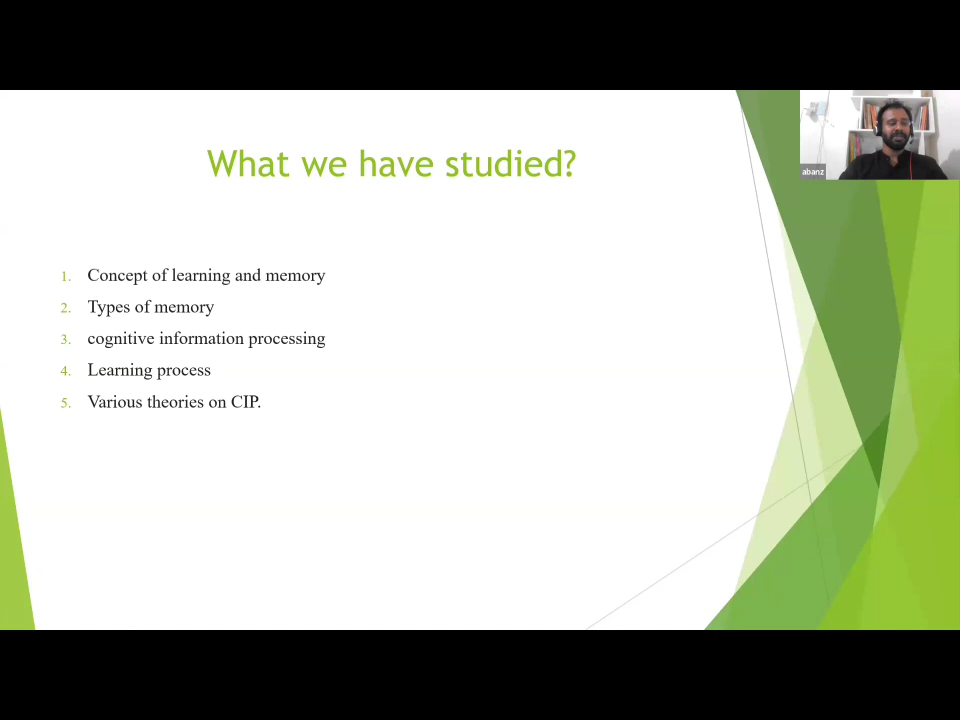 What we have studied?
abanz
1. Concept of learning and memory
2. Types of memory
3. cognitive information processing
4. Learning process
5. Various theories on CIP.